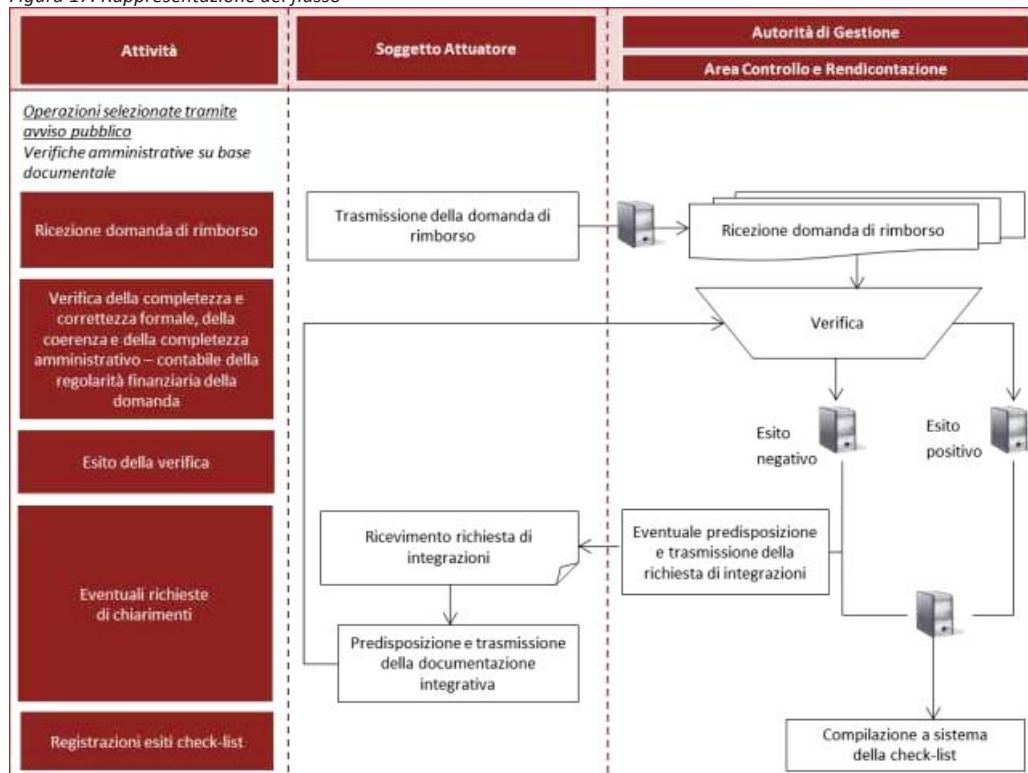 Figura 17: Rappresentazione del flusso
Attività
Soggetto Attuatore
Autorità di Gestione
Area Controllo e Rendicontazione
Operazioni selezionate tramite
avviso pubblico
Verifiche amministrative su base
documentale
Ricezione domanda di rimborso
Trasmissione della domanda di
rimborso
Ricezione domanda di rimborso
Verifica della completezza e
correttezza formale, della
coerenza e della completezza
amministrativo – contabile della
regolarità finanziaria della
domanda
Verifica
Esito della verifica
Esito
negativo
Esito
positivo
Eventuali richieste
di chiarimenti
Ricevimento richiesta di
integrazioni
Eventuale predisposizione
e trasmissione della
richiesta di integrazioni
Predisposizione e trasmissione
della documentazione
integrativa
Registrazioni esiti check-list
Compilazione a sistema
della check-list